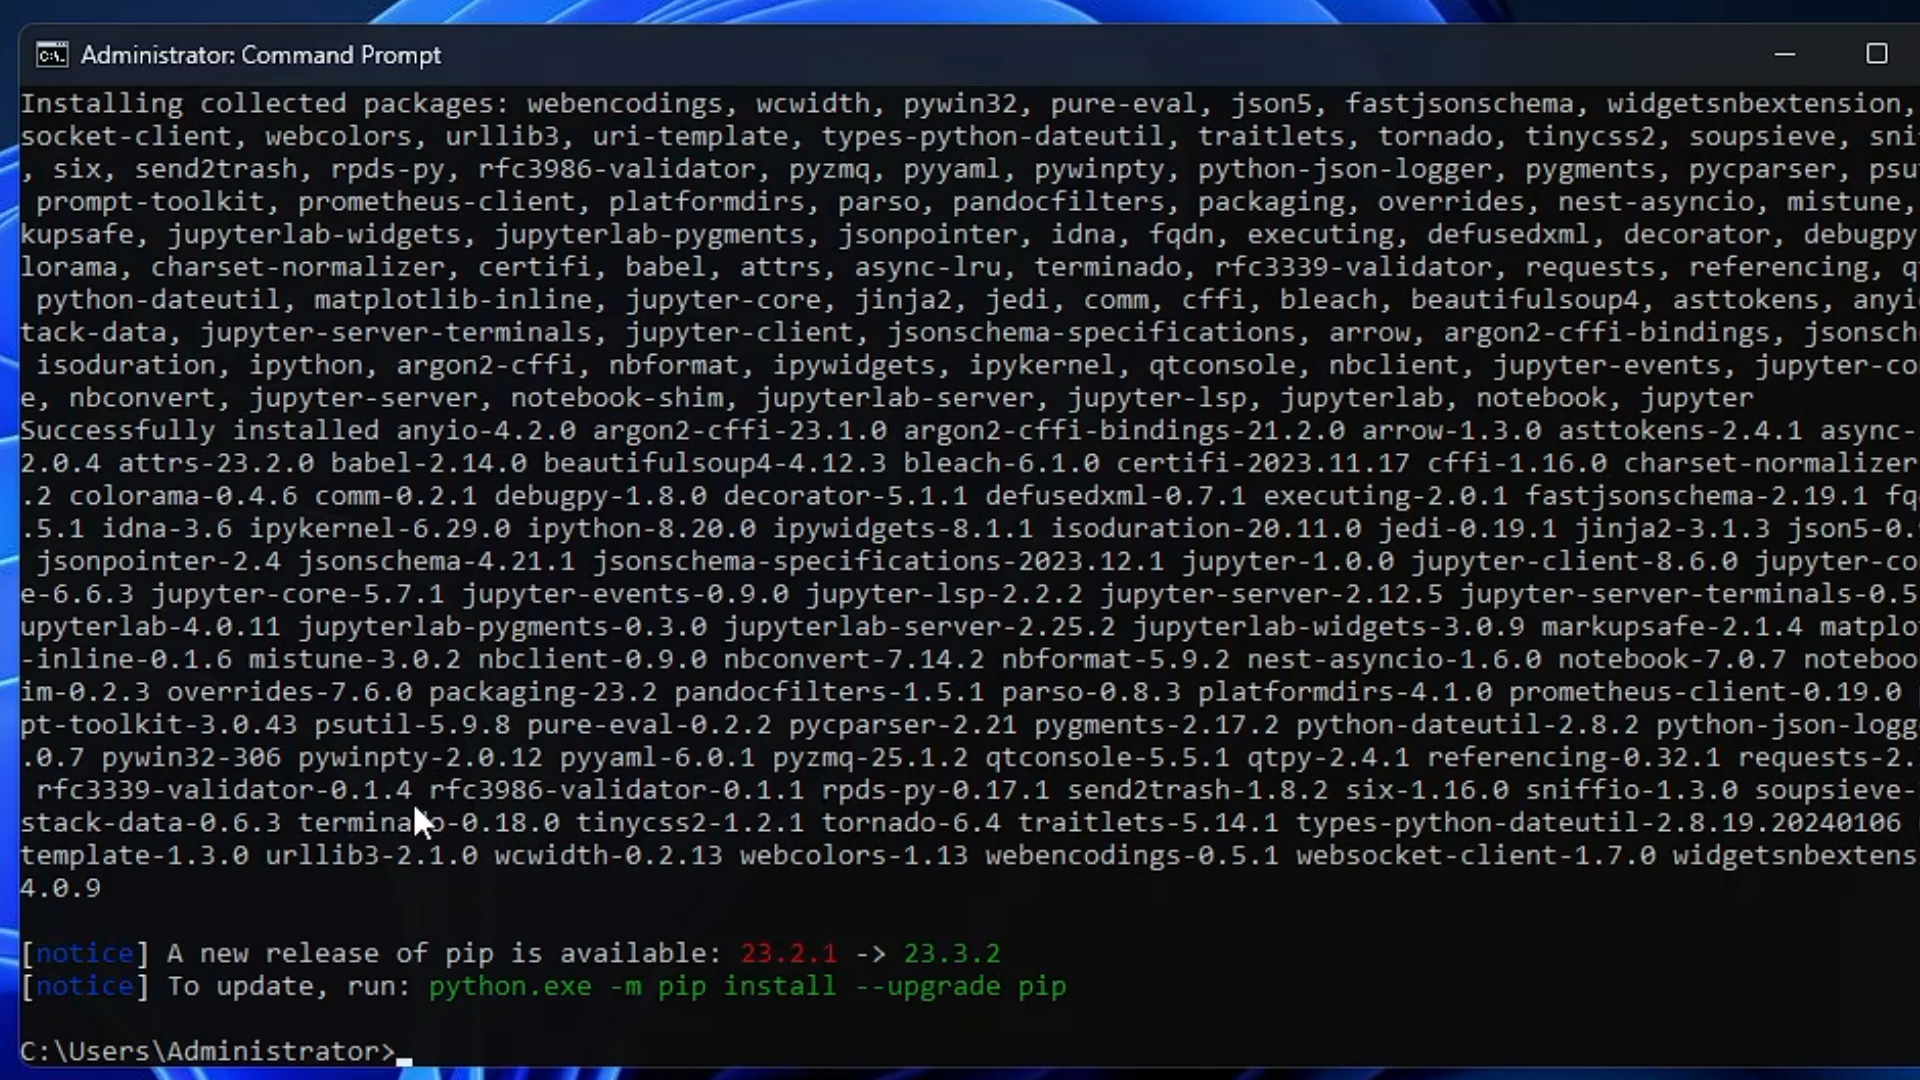 Administrator: Command Prompt
Installing collected packages: webencodings, wcwidth, pywin32, pure-eval, json5, fastjsonschema, widgetsnbextension,
socket-client, webcolors, urllib3, uri-template, types-python-dateutil, traitlets, tornado, tinycss2, soupsieve, sni
, six, send2trash, rpds-py, rfc3986-validator, pyzmq, pyyaml, pywinpty, python-json-logger, pygments, pycparser, psu
prompt-toolkit, prometheus-client, platformdirs, parso, pandocfilters, packaging, overrides, nest-asyncio, mistune,
kupsafe, jupyterlab-widgets, jupyterlab-pygments, jsonpointer, idna, fqdn, executing, defusedxml, decorator, debugpy
lorama, charset-normalizer, certifi, babel, attrs, async-lru, terminado, rfc3339-validator, requests, referencing, q
python-dateutil, matplotlib-inline, jupyter-core, jinja2, jedi, comm, cffi, bleach, beautifulsoup4, asttokens, anyi
tack-data, jupyter-server-terminals, jupyter-client, jsonschema-specifications, arrow, argon2-cffi-bindings, jsonsch
isoduration, ipython, argon2-cffi, nbformat, ipywidgets, ipykernel, qtconsole, nbclient, jupyter-events, jupyter-co
e, nbconvert, jupyter-server, notebook-shim, jupyterlab-server, jupyter-lsp, jupyterlab, notebook, jupyter
Successfully installed anyio-4.2.0 argon2-cffi-23.1.0 argon2-cffi-bindings-21.2.0 arrow-1.3.0 asttokens-2.4.1 async-
2.0.4 attrs-23.2.0 babel-2.14.0 beautifulsoup4-4.12.3 bleach-6.1.0 certifi-2023.11.17 cffi-1.16.0 charset-normalizer
.2 colorama-0.4.6 comm-0.2.1 debugpy-1.8.0 decorator-5.1.1 defusedxml-0.7.1 executing-2.0.1 fastjsonschema-2.19.1 fq
.5.1 idna-3.6 ipykernel-6.29.0 ipython-8.20.0 ipywidgets-8.1.1 isoduration-20.11.0 jedi-0.19.1 jinja2-3.1.3 json5-0.
jsonpointer-2.4 jsonschema-4.21.1 jsonschema-specifications-2023.12.1 jupyter-1.0.0 jupyter-client-8.6.0 jupyter-co
e-6.6.3 jupyter-core-5.7.1 jupyter-events-0.9.0 jupyter-lsp-2.2.2 jupyter-server-2.12.5 jupyter-server-terminals-0.5
upyterlab-4.0.11 jupyterlab-pygments-0.3.0 jupyterlab-server-2.25.2 jupyterlab-widgets-3.0.9 markupsafe-2.1.4 matplo
-inline-0.1.6 mistune-3.0.2 nbclient-0.9.0 nbconvert-7.14.2 nbformat-5.9.2 nest-asyncio-1.6.0 notebook-7.0.7 noteboo
im-0.2.3 overrides-7.6.0 packaging-23.2 pandocfilters-1.5.1 parso-0.8.3 platformdirs-4.1.0 prometheus-client-0.19.0
pt-toolkit-3.0.43 psutil-5.9.8 pure-eval-0.2.2 pycparser-2.21 pygments-2.17.2 python-dateutil-2.8.2 python-json-logg
.0.7 pywin32-306 pywinpty-2.0.12 pyyaml-6.0.1 pyzmq-25.1.2 qtconsole-5.5.1 qtpy-2.4.1 referencing-0.32.1 requests-2.
rfc3339-validator-0.1.4 rfc3986-validator-0.1.1 rpds-py-0.17.1 send2trash-1.8.2 six-1.16.0 sniffio-1.3.0 soupsieve-
stack-data-0.6.3 terminado-0.18.0 tinycss2-1.2.1 tornado-6.4 traitlets-5.14.1 types-python-dateutil-2.8.19.20240106
template-1.3.0 urllib3-2.1.0 wcwidth-0.2.13 webcolors-1.13 webencodings-0.5.1 websocket-client-1.7.0 widgetsnbextens
4.0.9
[notice] A new release of pip is available: 23.2.1 -> 23.3.2
[notice] To update, run: python.exe -m pip install --upgrade pip
C:\Users\Administrator>